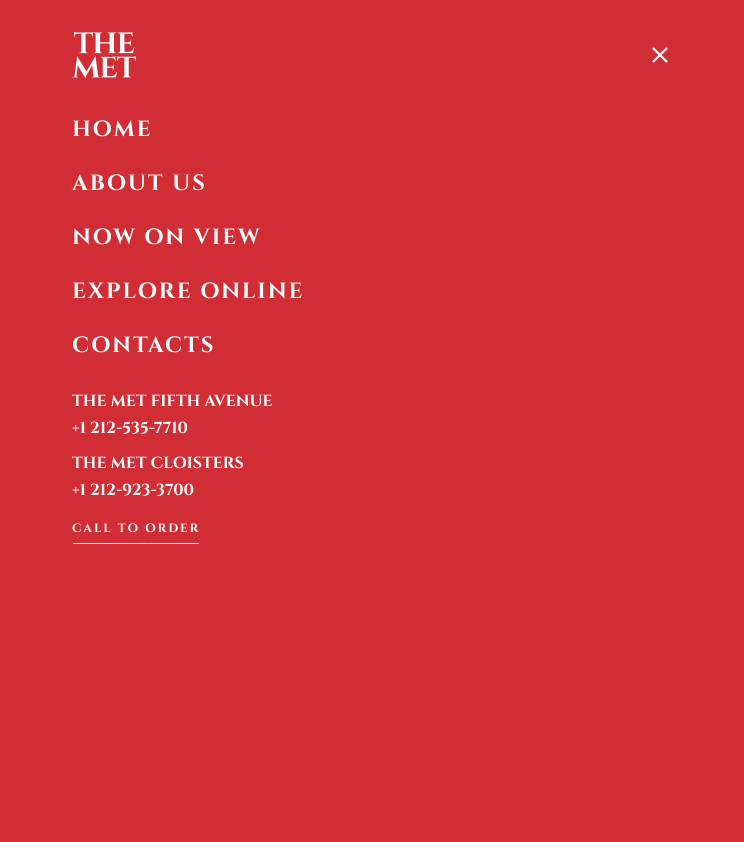 THE
MET
HOME
ABOUT US
NOW ON VIEW
EXPLORE ONLINE
CONTACTS
THE MET FIFTH AVENUE
+1 212-535-7710
THE MET CLOISTERS
+1 212-923-3700
CALL TO ORDER